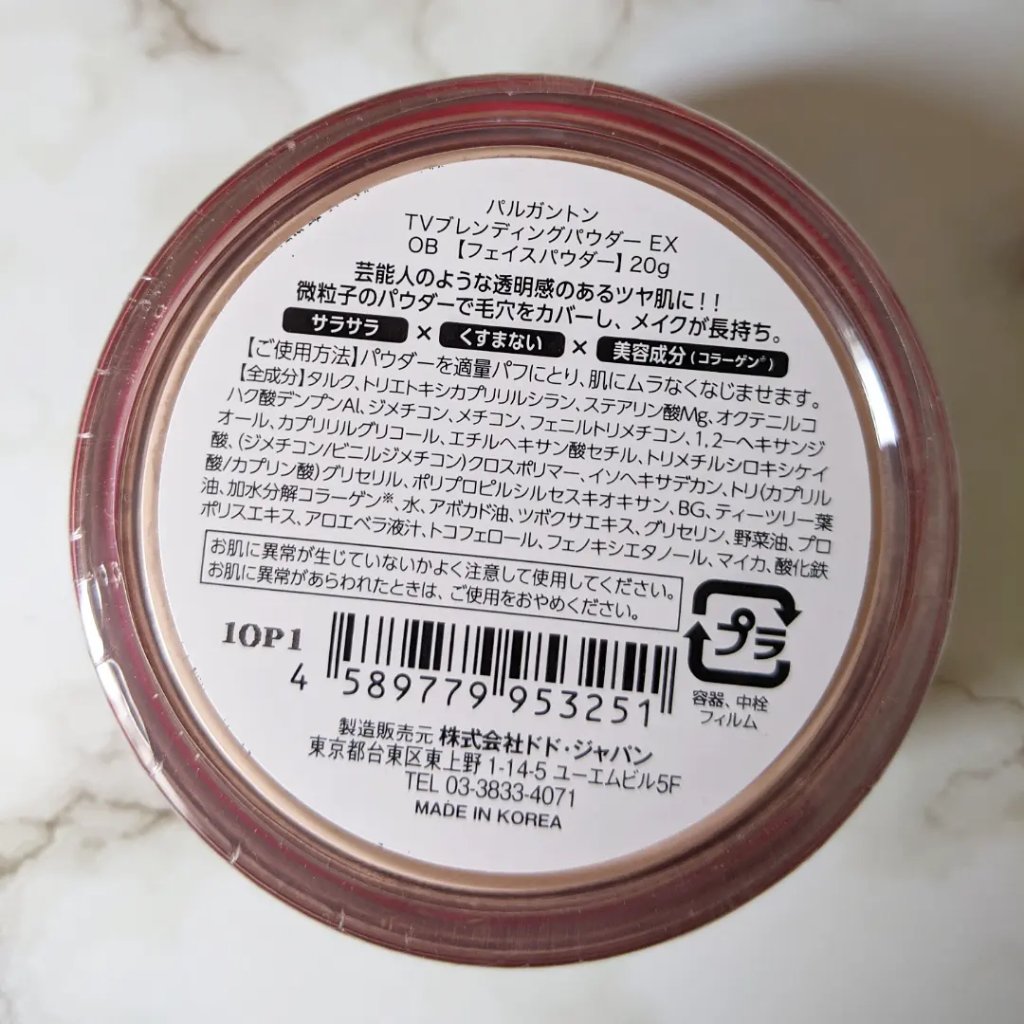 パルガントン
TVブレンディングパウダー EX
OB 【フェイスパウダー】 20g
芸能人のような透明感のあるツヤ肌に!!
微粒子のパウダーで毛穴をカバーし、メイクが長持ち。
サラサラ × くすまない × 美容成分(コラーゲン※)
【ご使用方法】パウダーを適量パフにとり、肌にムラなくなじませます。
【全成分】タルク、トリエトキシカプリリルシラン、ステアリン酸Mg、オクテニルコ
ハク酸デンプンAl、ジメチコン、メチコン、フェニルトリメチコン、1,2-ヘキサンジ
オール、カプリリルグリコール、エチルヘキサン酸セチル、トリメチルシロキシケイ
酸、(ジメチコン/ビニルジメチコン)クロスポリマー、イソヘキサデカン、トリ(カプリル
酸/カプリン酸)グリセリル、ポリプロピルシルセスキオキサン、BG、ティーツリー葉
油、加水分解コラーゲン※、水、アボカド油、ツボクサエキス、グリセリン、野菜油、プロ
ポリスエキス、アロエベラ液汁、トコフェロール、フェノキシエタノール、マイカ、酸化鉄
お肌に異常が生じていないかよく注意して使用してください。
お肌に異常があらわれたときは、ご使用をおやめください。
プラ
容器、中栓
フィルム
10P1
4 589779 953251
製造販売元 株式会社ドド・ジャパン
東京都台東区東上野 1-14-5 ユーエムビル5F
TEL 03-3833-4071
MADE IN KOREA